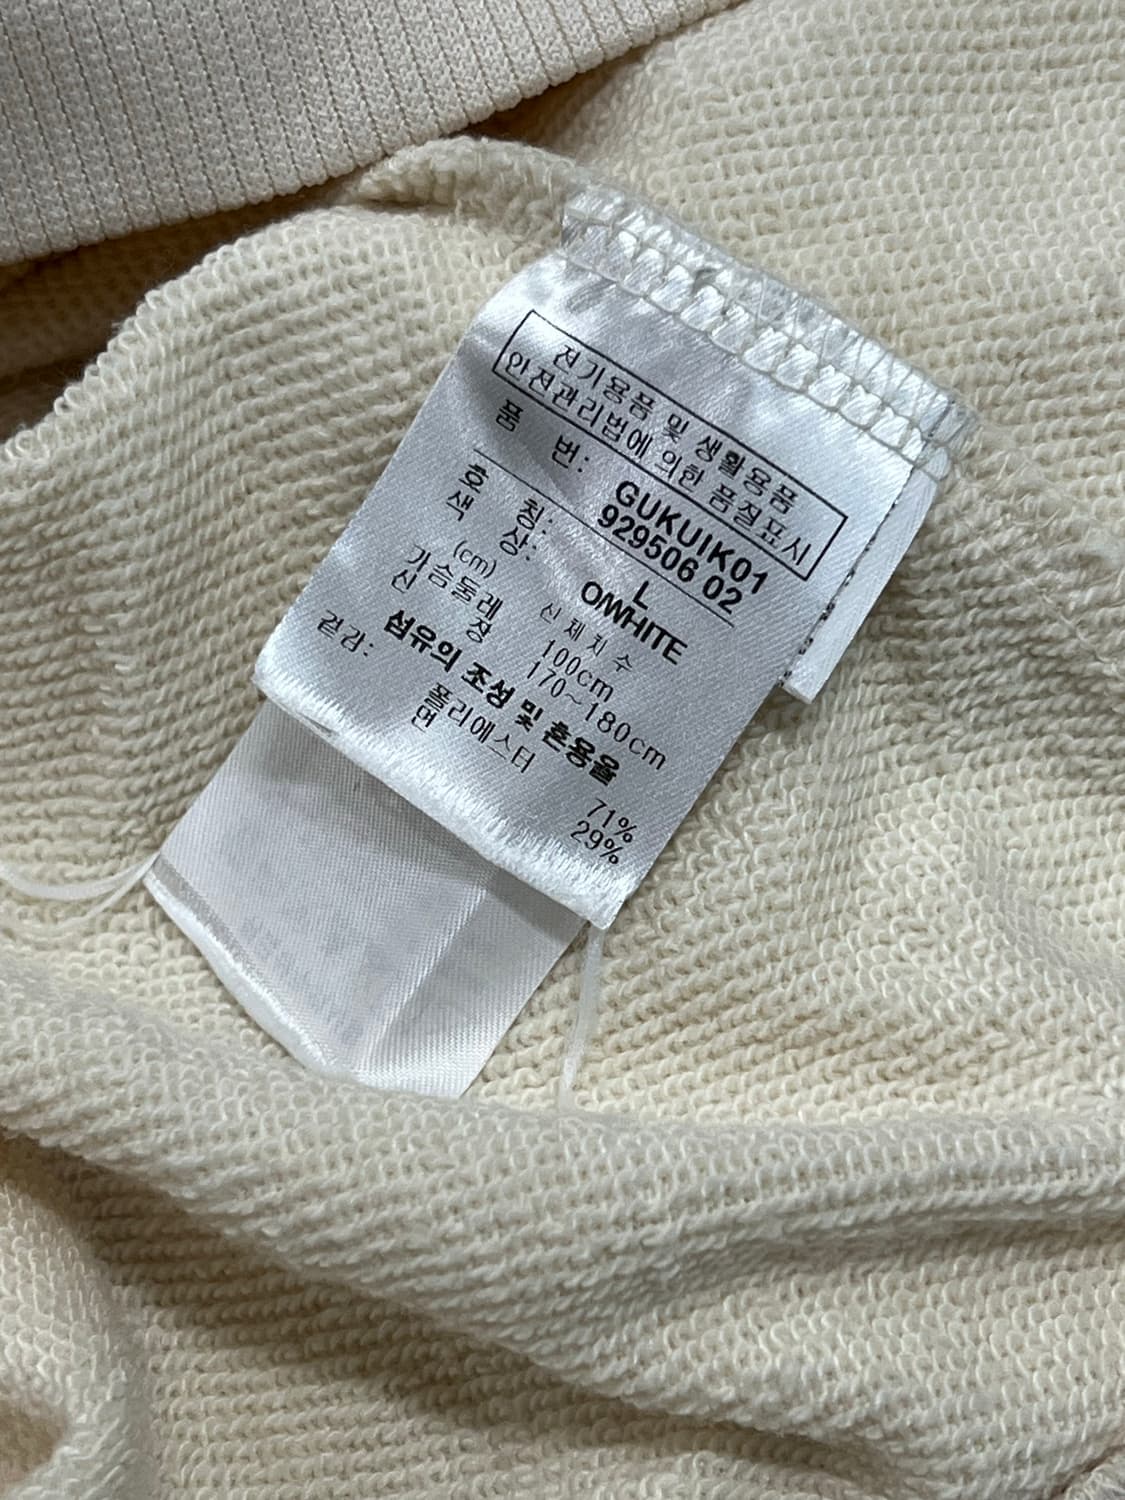 전기용품 및 생활용품
안전관리법에 의한 품질표시
품 번: GUKUIK01
929506 02
호 칭: L
색 상: O/WHITE
(cm) 신체치수
가슴둘레 100cm
신 장 170~180cm
섬유의 조성 및 혼용율
겉감: 폴리에스터 71%
면 29%